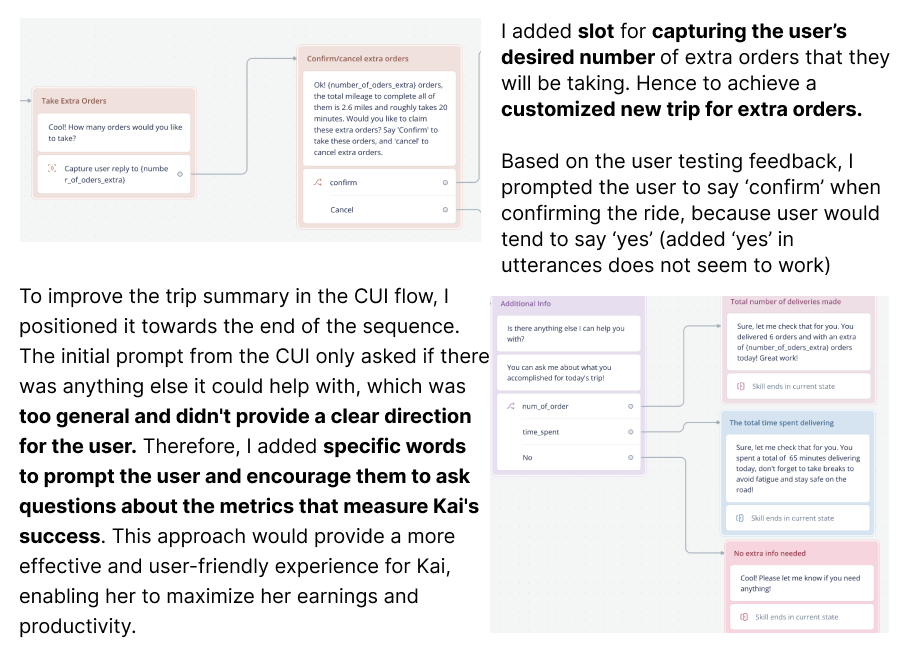 Take Extra Orders
Cool! How many orders would you like
to take?
Capture user reply to {numbe
r_of_oders_extra}
Confirm/cancel extra orders
Ok! {number_of_oders_extra} orders,
the total mileage to complete all of
them is 2.6 miles and roughly takes 20
minutes. Would you like to claim
these extra orders? Say 'Confirm' to
take these orders, and 'cancel' to
cancel extra orders.
confirm
Cancel
I added slot for capturing the user's
desired number of extra orders that they
will be taking. Hence to achieve a
customized new trip for extra orders.
Based on the user testing feedback, I
prompted the user to say ‘confirm’ when
confirming the ride, because user would
tend to say ‘yes’ (added ‘yes’ in
utterances does not seem to work)
To improve the trip summary in the CUI flow, I
positioned it towards the end of the sequence.
The initial prompt from the CUI only asked if there
was anything else it could help with, which was
too general and didn't provide a clear direction
for the user. Therefore, I added specific words
to prompt the user and encourage them to ask
questions about the metrics that measure Kai's
success. This approach would provide a more
effective and user-friendly experience for Kai,
enabling her to maximize her earnings and
productivity.
Additional Info
Is there anything else I can help you
with?
You can ask me about what you
accomplished for today's trip!
num_of_order
time_spent
No
Total number of deliveries made
Sure, let me check that for you. You
delivered 6 orders and with an extra
of {number_of_oders_extra} orders
today! Great work!
Skill ends in current state
The total time spent delivering
Sure, let me check that for you. You
spent a total of 65 minutes delivering
today, don't forget to take breaks to
avoid fatigue and stay safe on the
road!
Skill ends in current state
No extra info needed
Cool! Please let me know if you need
anything!
Skill ends in current state